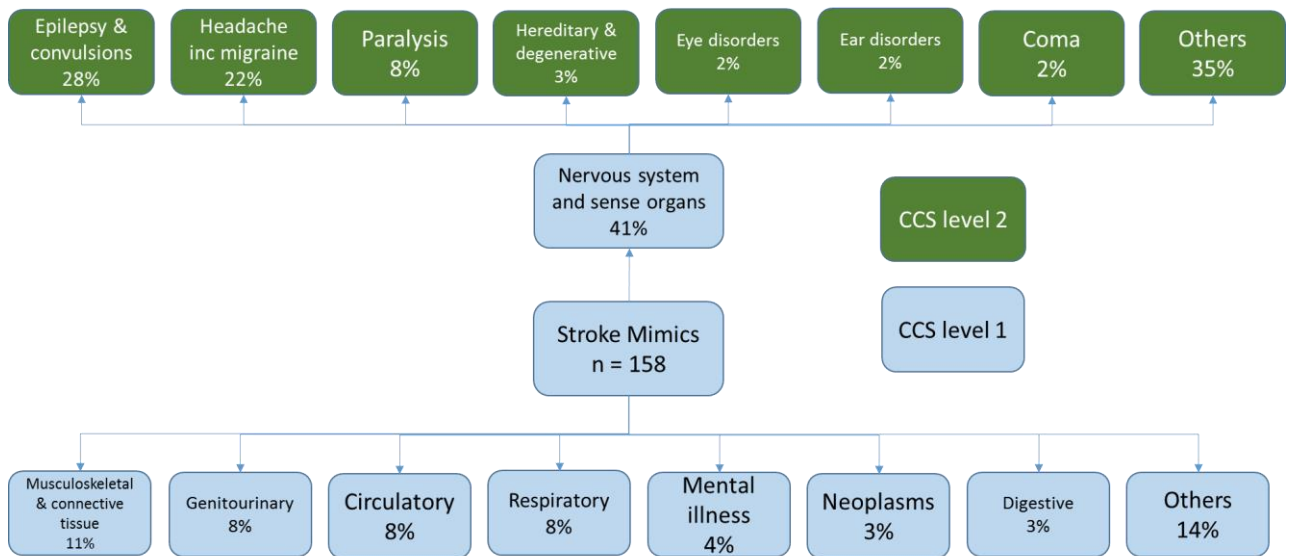 Epilepsy &
convulsions
28%
Headache
inc migraine
22%
Paralysis
8%
Hereditary &
degenerative
3%
Eye disorders
2%
Ear disorders
2%
Coma
2%
Others
35%
Nervous system
and sense organs
41%
CCS level 2
Stroke Mimics
n = 158
CCS level 1
Musculoskeletal
& connective
tissue
11%
Genitourinary
8%
Circulatory
8%
Respiratory
8%
Mental
illness
4%
Neoplasms
3%
Digestive
3%
Others
14%